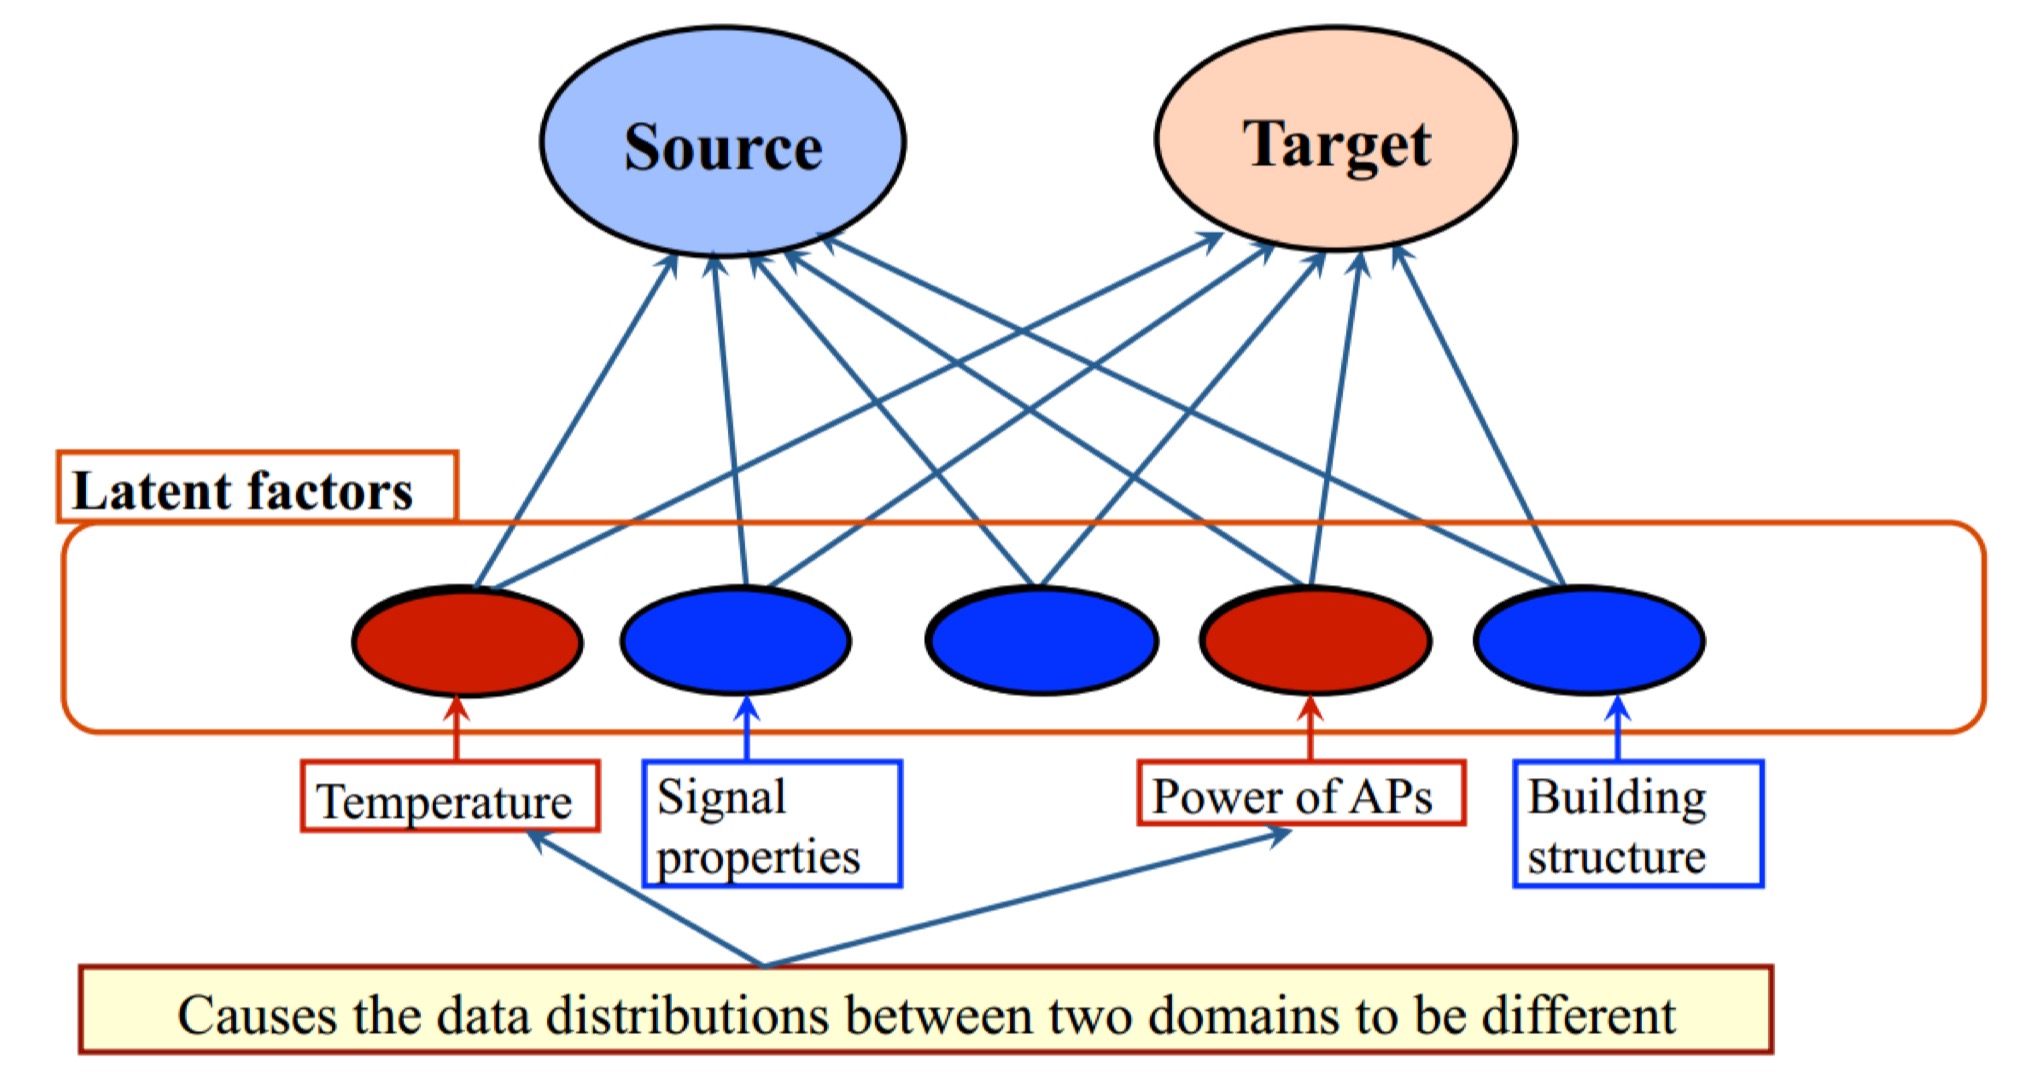 Source
Target
Latent factors
Temperature
Signal
properties
Power of APs
Building
structure
Causes the data distributions between two domains to be different